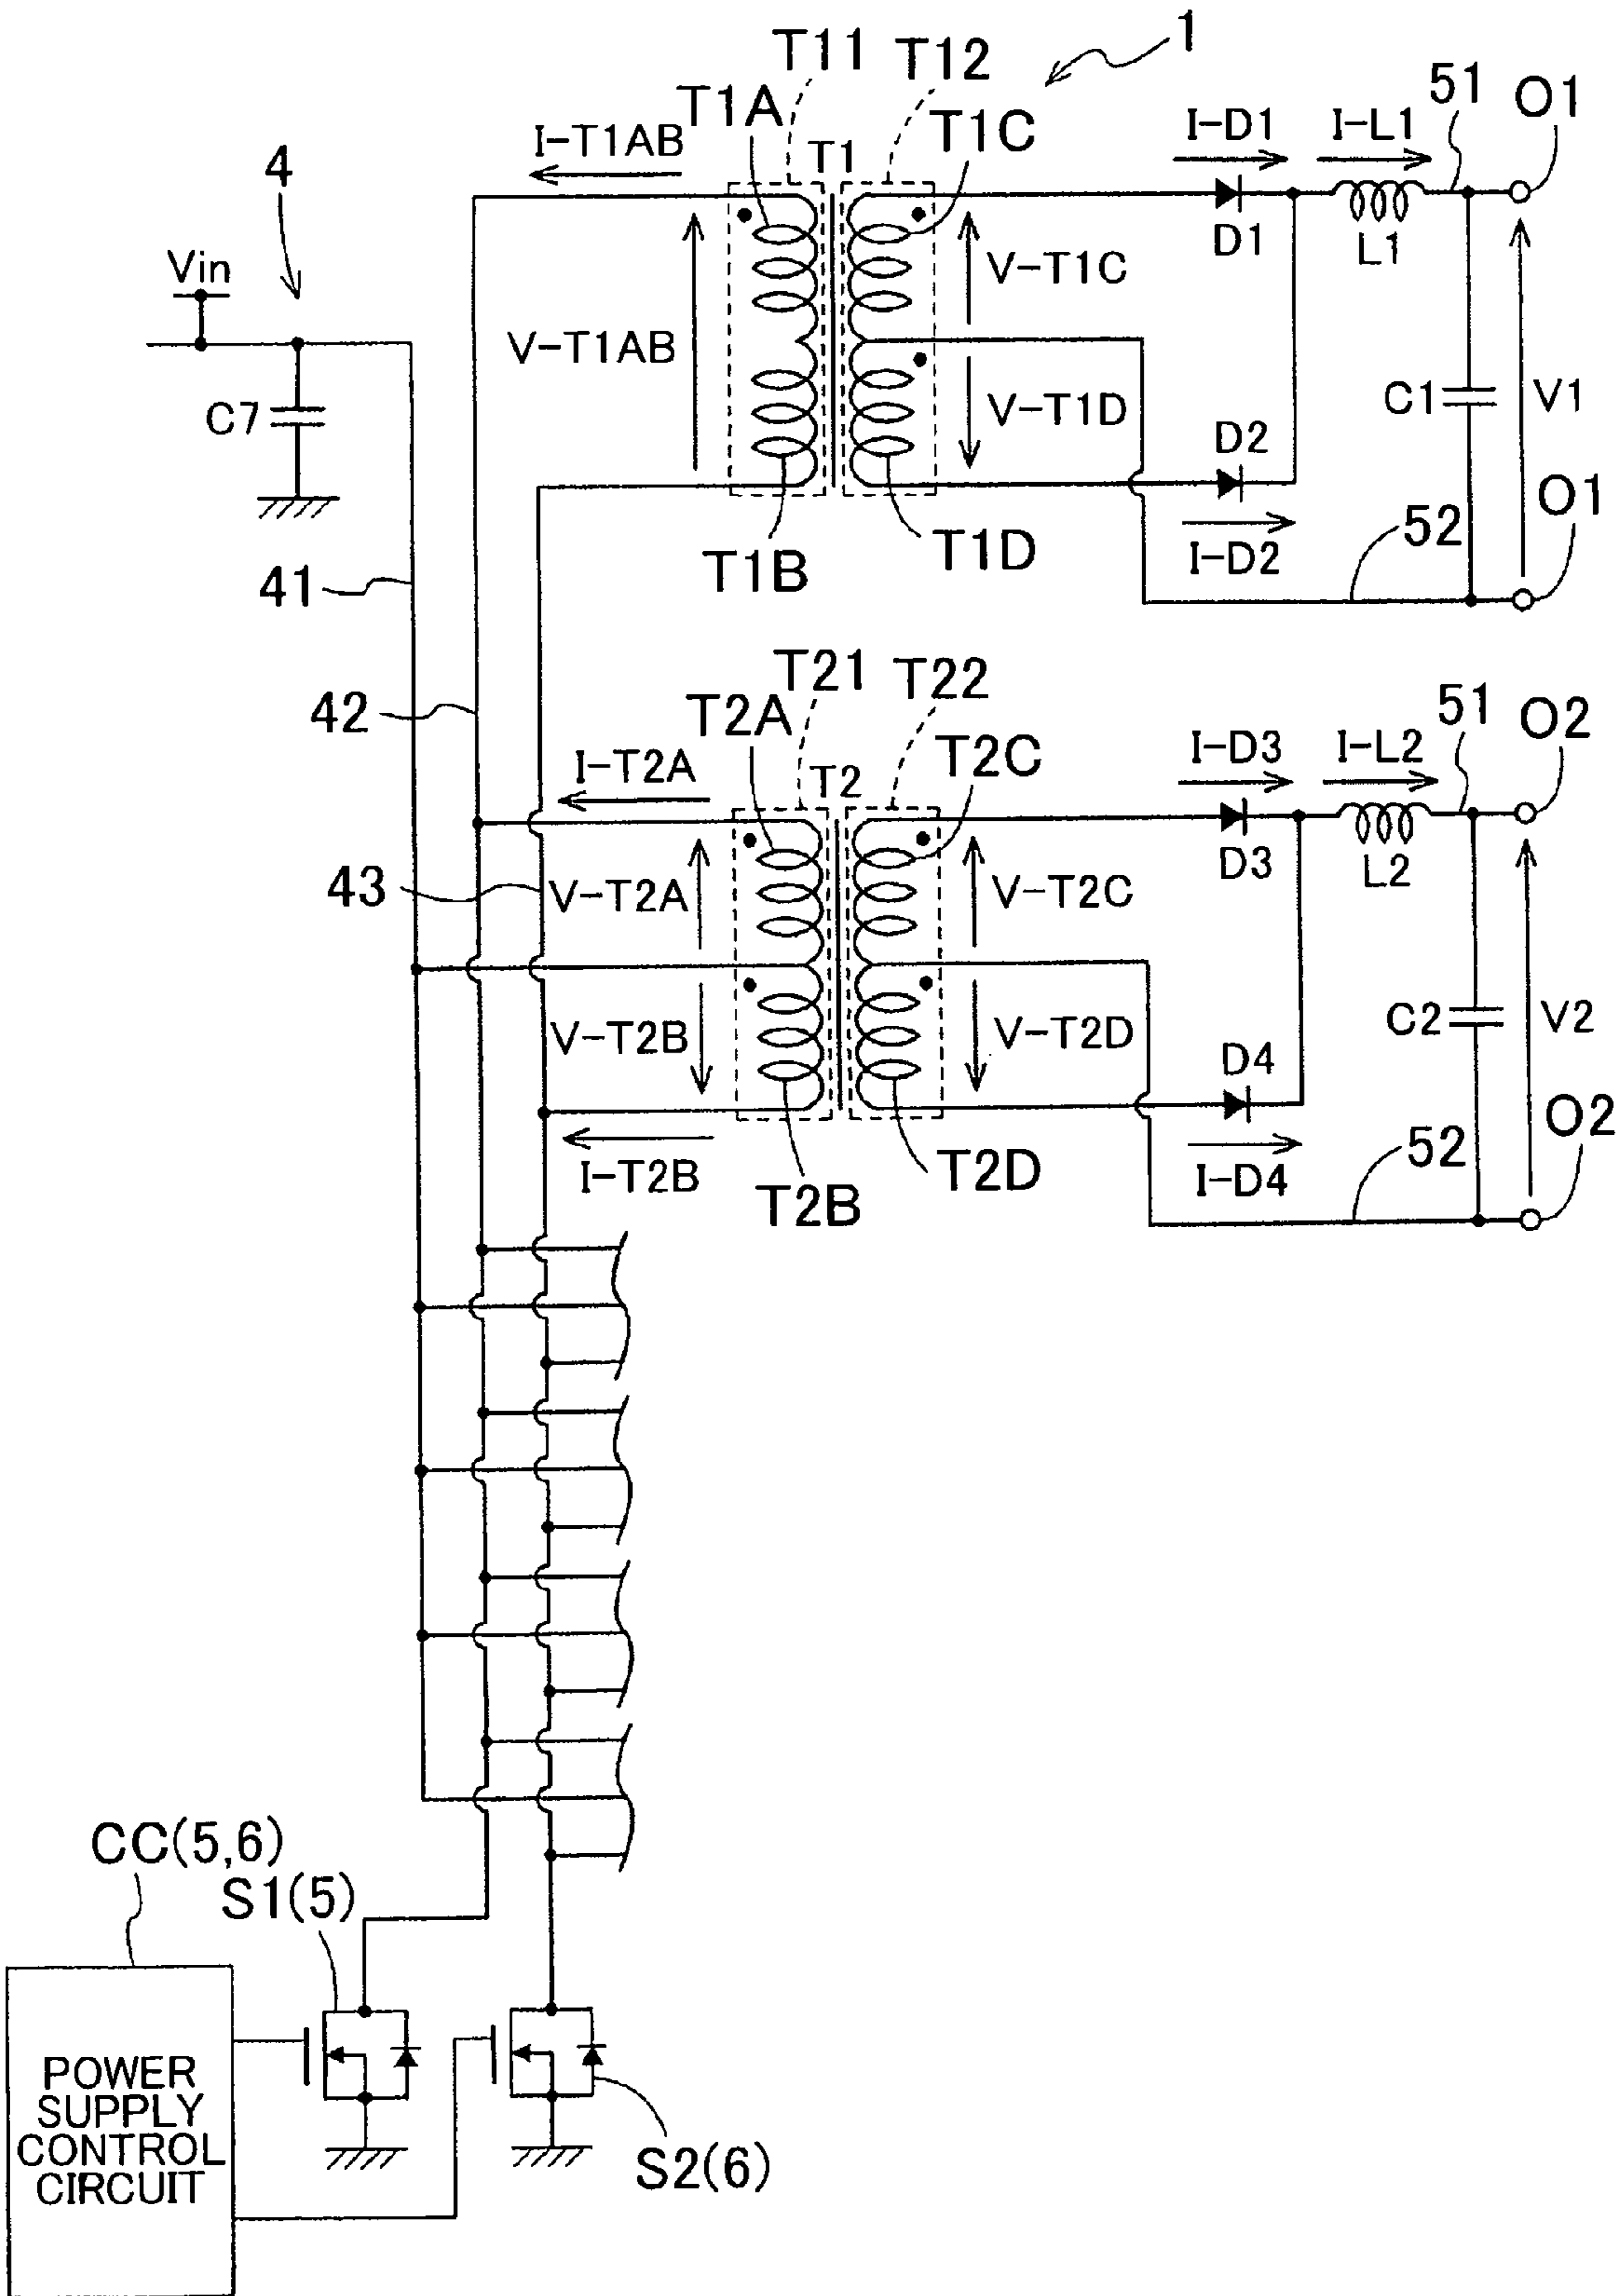 1
T11
T12
T1A
T1C
T1
I-T1AB
I-D1
I-L1
51
O1
4
Vin
V-T1AB
V-T1C
D1
L1
C7
V-T1D
D2
C1
V1
O1
41
T1B
T1D
I-D2
52
T21
T22
42
T2A
T2C
T2
I-T2A
I-D3
I-L2
51
O2
43
V-T2A
V-T2C
D3
L2
V-T2B
V-T2D
D4
C2
V2
O2
I-T2B
T2B
T2D
I-D4
52
CC(5,6)
S1(5)
POWER
SUPPLY
CONTROL
CIRCUIT
S2(6)